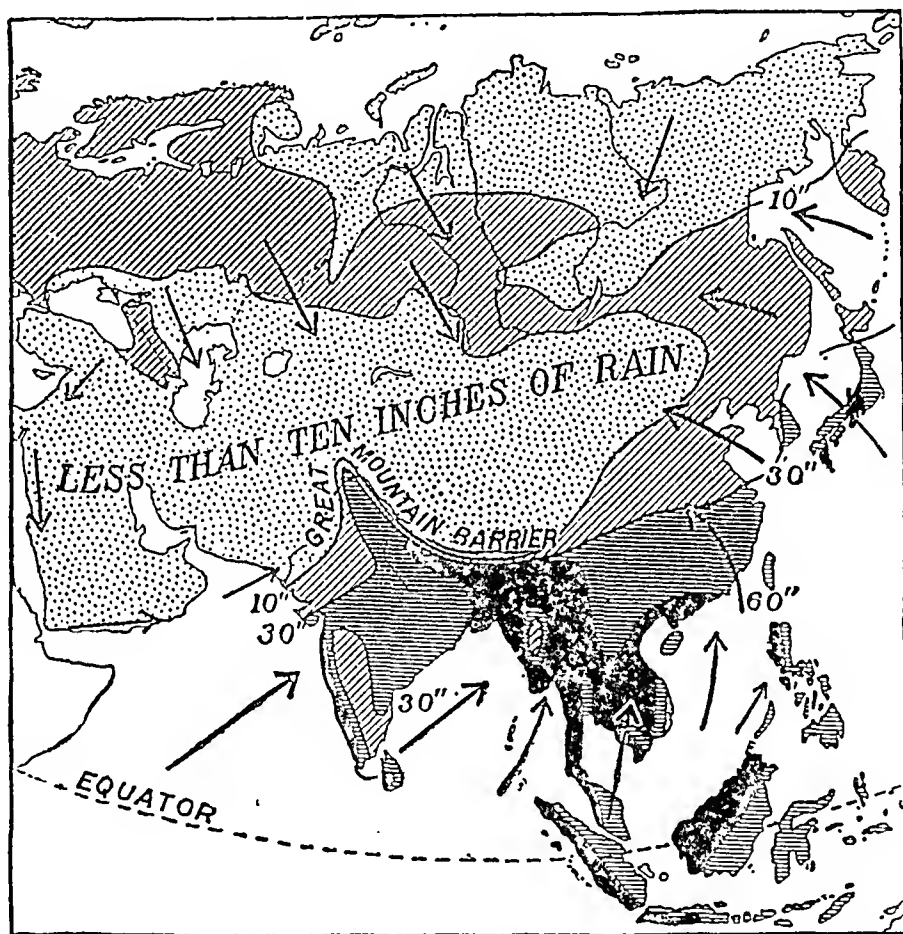 10"
LESS THAN TEN INCHES OF RAIN
GREAT MOUNTAIN BARRIER
30"
10"
30"
60"
30"
EQUATOR